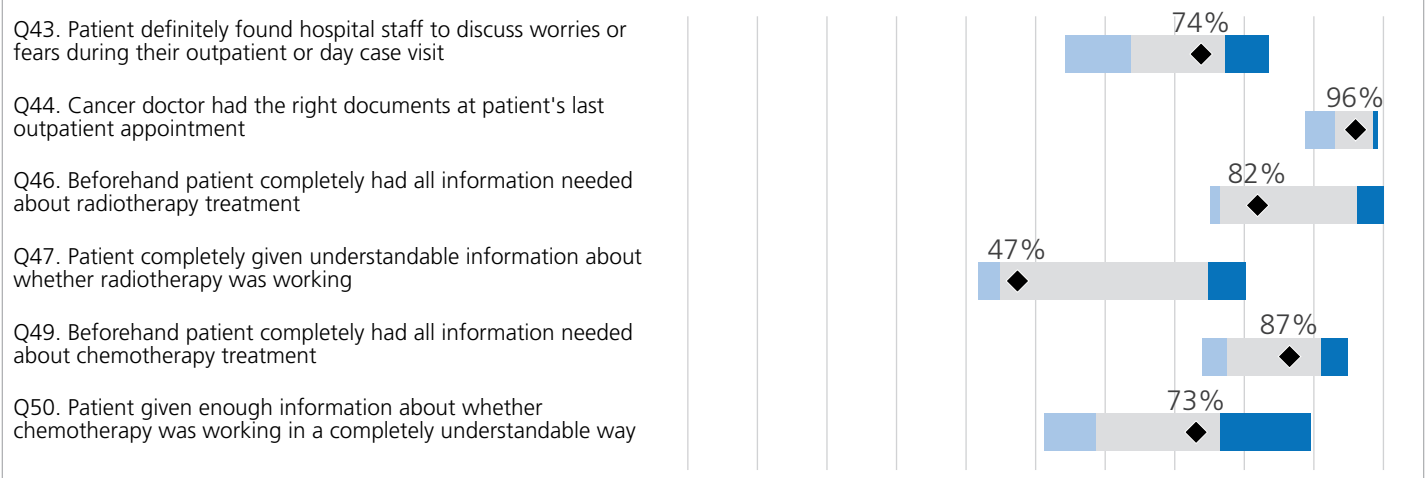 Q43. Patient definitely found hospital staff to discuss worries or
fears during their outpatient or day case visit
74%
Q44. Cancer doctor had the right documents at patient's last
outpatient appointment
96%
Q46. Beforehand patient completely had all information needed
about radiotherapy treatment
82%
Q47. Patient completely given understandable information about
whether radiotherapy was working
47%
Q49. Beforehand patient completely had all information needed
about chemotherapy treatment
87%
Q50. Patient given enough information about whether
chemotherapy was working in a completely understandable way
73%